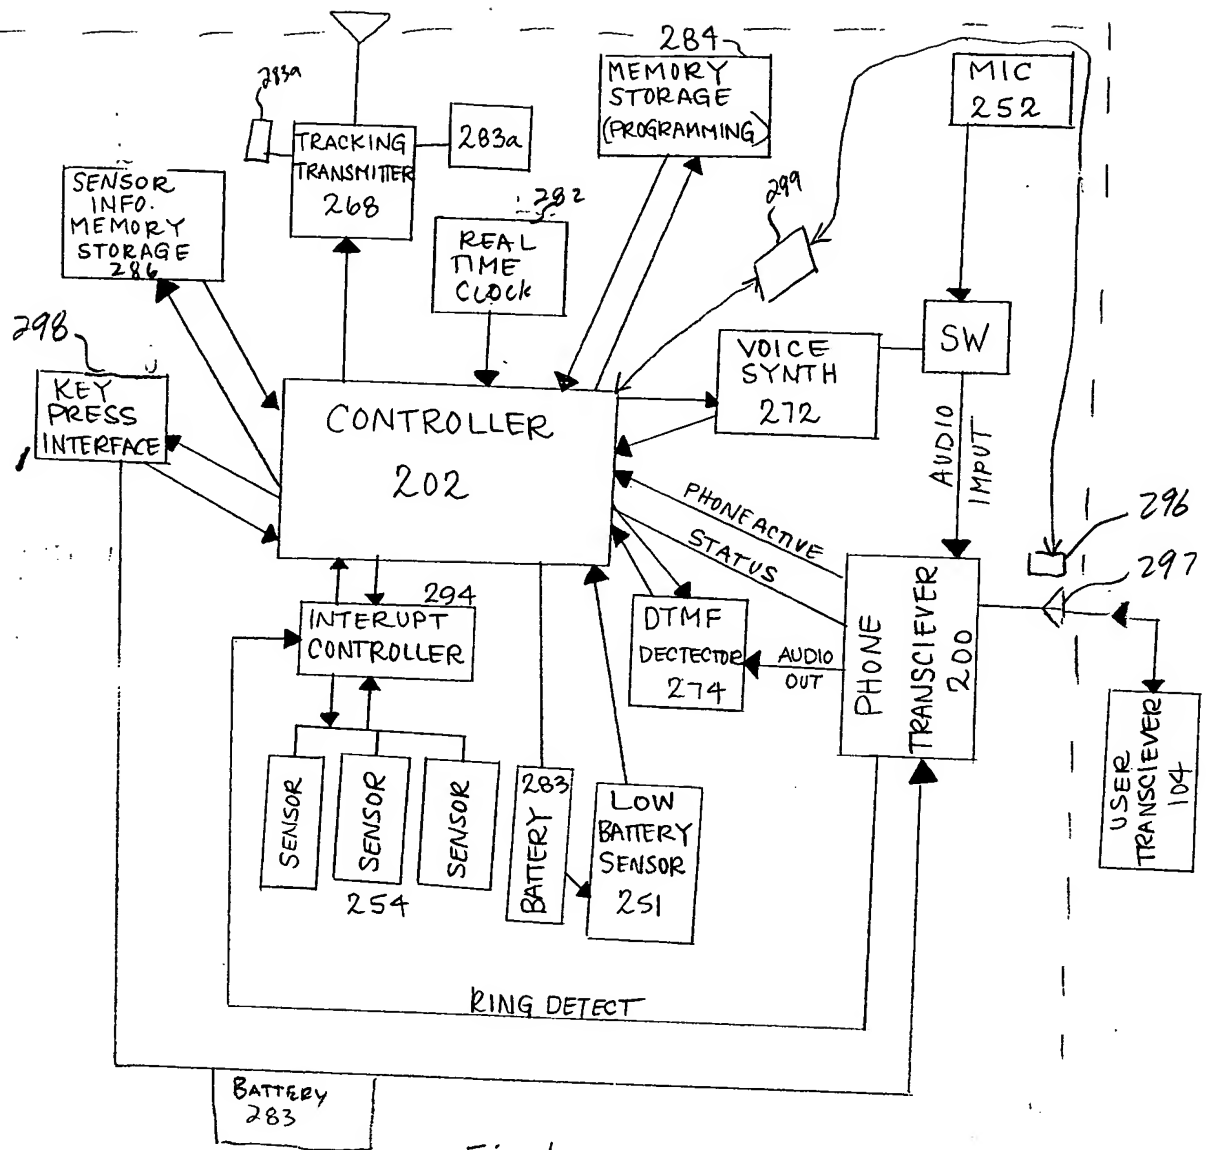 283a
TRACKING
TRANSMITTER
268
283a
284
MEMORY
STORAGE
(PROGRAMMING)
MIC
252
299
SENSOR
INFO.
MEMORY
STORAGE
286
282
REAL
TIME
CLOCK
298
KEY
PRESS
INTERFACE
CONTROLLER
202
VOICE
SYNTH
272
SW
AUDIO
IMPUT
PHONE ACTIVE
STATUS
296
297
294
INTERUPT
CONTROLLER
DTMF
DECTECTOR
274
AUDIO
OUT
PHONE
TRANSCIEVER
200
USER
TRANSCIEVER
104
SENSOR
SENSOR
SENSOR
254
283
BATTERY
LOW
BATTERY
SENSOR
251
RING DETECT
BATTERY
283